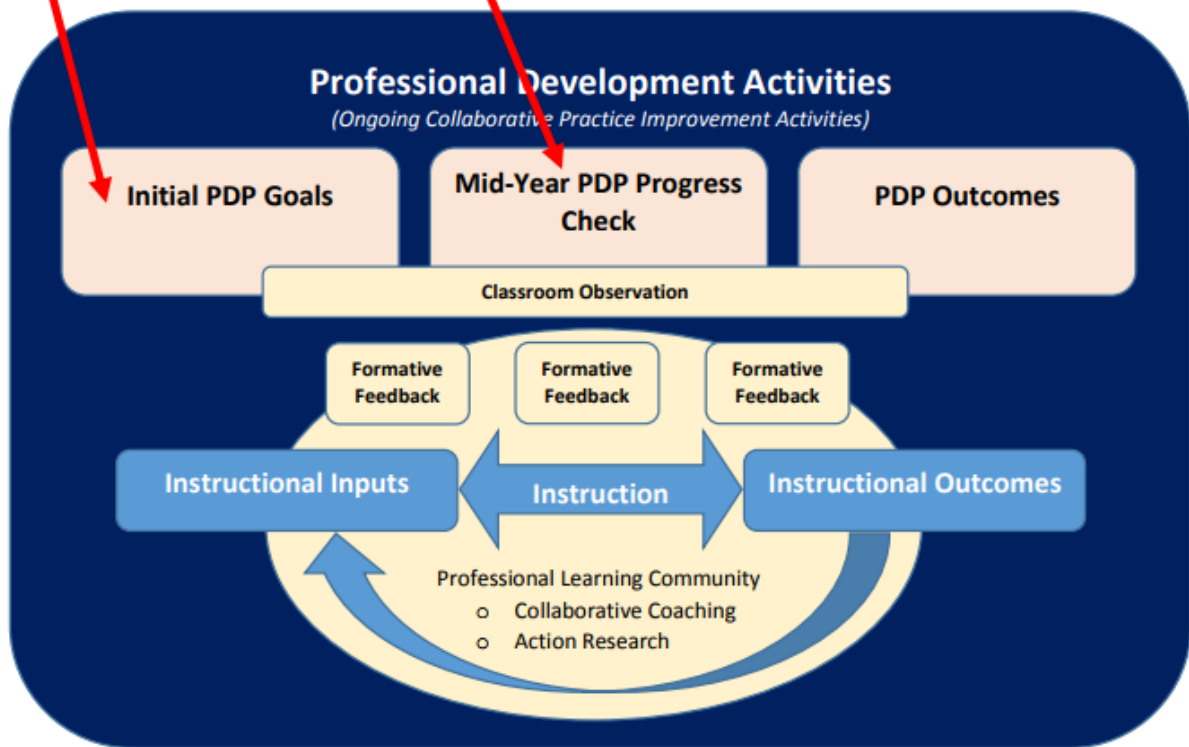 Professional Development Activities
(Ongoing Collaborative Practice Improvement Activities)
Initial PDP Goals
Mid-Year PDP Progress
Check
PDP Outcomes
Classroom Observation
Formative
Feedback
Formative
Feedback
Formative
Feedback
Instructional Inputs
Instruction
Instructional Outcomes
Professional Learning Community
o Collaborative Coaching
o Action Research